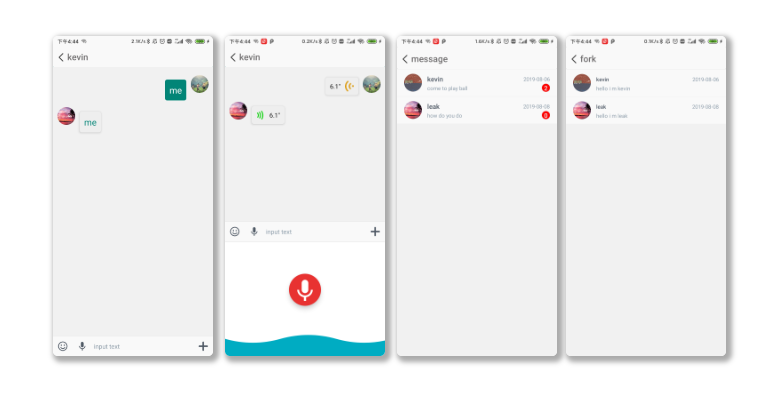 下午4:44
2.1K/s
kevin
me
me
input text
下午4:44
0.2K/s
kevin
6.1"
6.1"
input text
下午4:44
1.6K/s
message
kevin
2019-08-06
come to play ball
2
leak
2019-08-08
how do you do
下午4:44
0.1K/s
fork
kevin
2019-08-06
hello i m kevin
leak
2019-08-08
hello i m leak